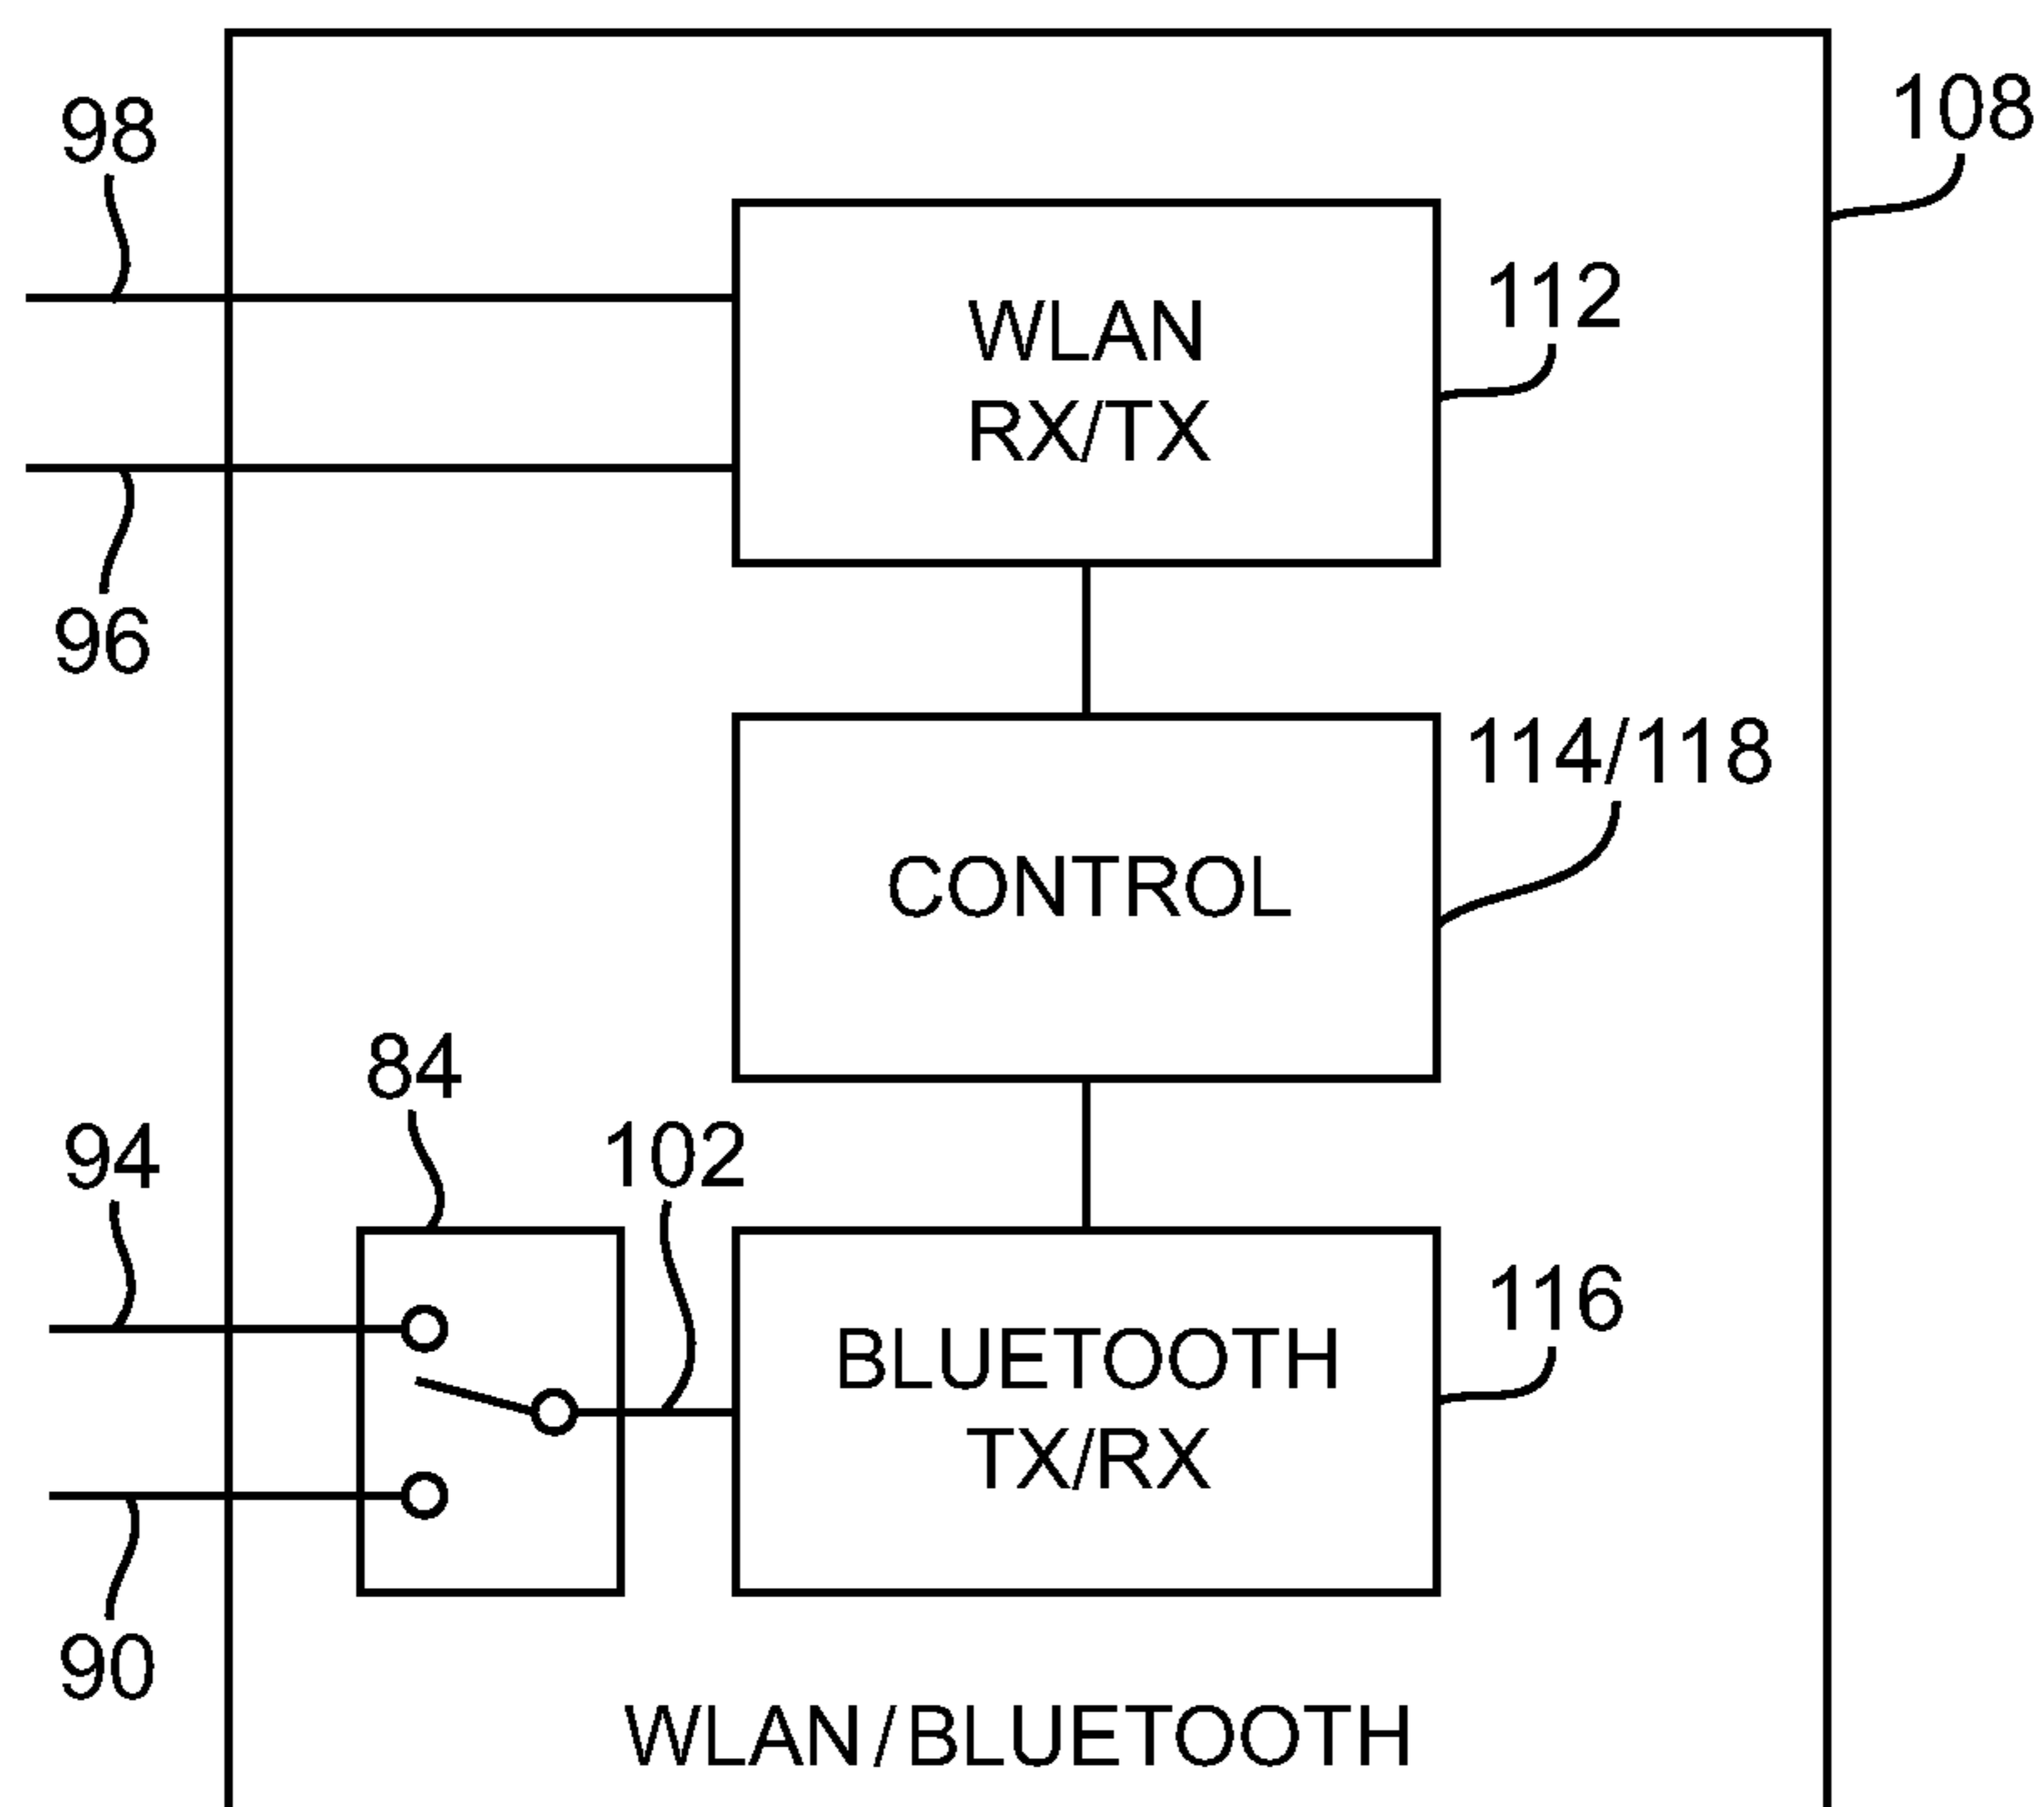 108
98
112
WLAN
RX/TX
96
114/118
CONTROL
84
94
102
116
BLUETOOTH
TX/RX
90
WLAN/BLUETOOTH